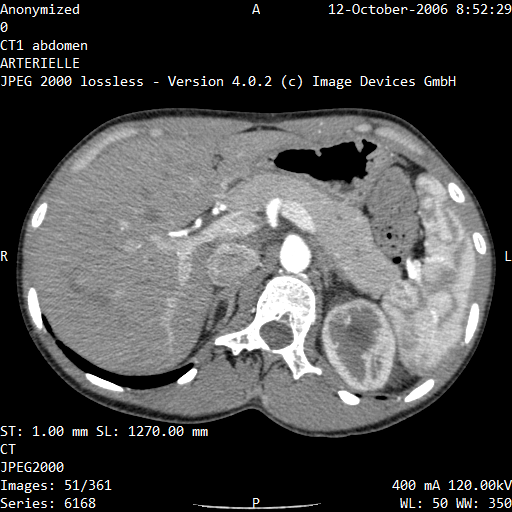 Anonymized A 12-October-2006 8:52:29
0
CT1 abdomen
ARTERIELLE
JPEG 2000 lossless - Version 4.0.2 (c) Image Devices GmbH
R L
ST: 1.00 mm SL: 1270.00 mm
CT
JPEG2000
Images: 51/361 400 mA 120.00kV
Series: 6168 P WL: 50 WW: 350